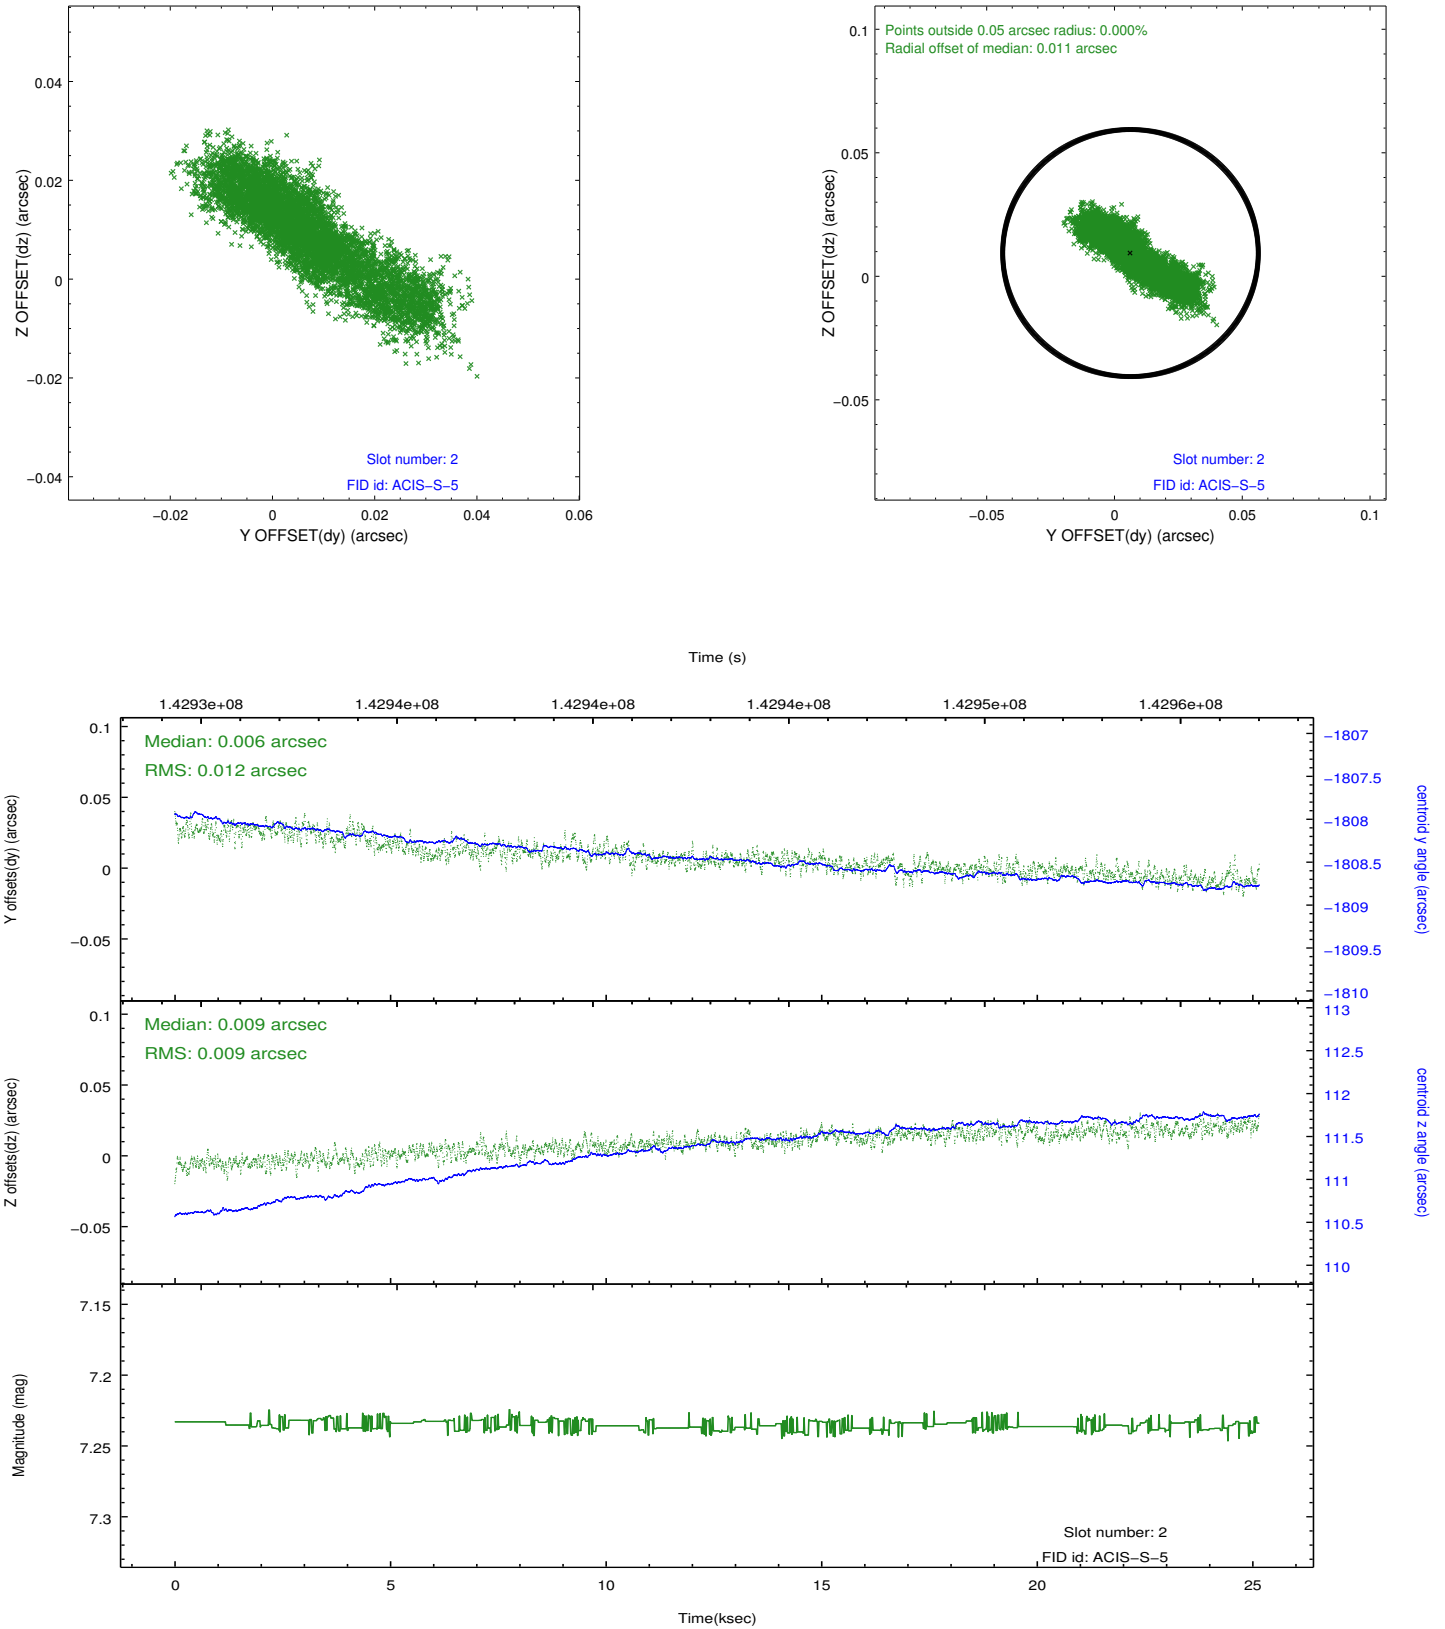 0.04
0.02
0
−0.02
−0.04
Z OFFSET(dz) (arcsec)
Slot number: 2
FID id: ACIS−S−5
−0.02
0
0.02
0.04
0.06
Y OFFSET(dy) (arcsec)
Points outside 0.05 arcsec radius: 0.000%
Radial offset of median: 0.011 arcsec
0.1
0.05
0
−0.05
Z OFFSET(dz) (arcsec)
Slot number: 2
FID id: ACIS−S−5
−0.05
0
0.05
0.1
Y OFFSET(dy) (arcsec)
Time (s)
1.4293e+08
1.4294e+08
1.4294e+08
1.4294e+08
1.4295e+08
1.4296e+08
Median: 0.006 arcsec
RMS: 0.012 arcsec
0.1
0.05
0
−0.05
Y offsets(dy) (arcsec)
−1807
−1807.5
−1808
−1808.5
−1809
−1809.5
−1810
centroid y angle (arcsec)
Median: 0.009 arcsec
RMS: 0.009 arcsec
0.1
0.05
0
−0.05
Z offsets(dz) (arcsec)
113
112.5
112
111.5
111
110.5
110
centroid z angle (arcsec)
7.15
7.2
7.25
7.3
Magnitude (mag)
Slot number: 2
FID id: ACIS−S−5
0
5
10
15
20
25
Time(ksec)